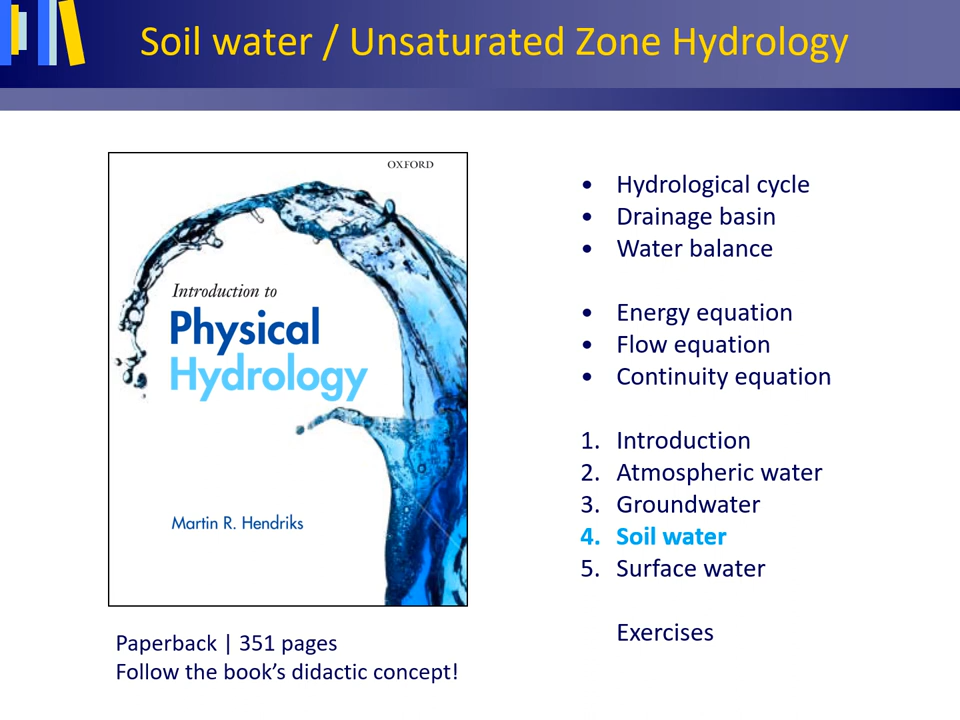 Soil water / Unsaturated Zone Hydrology
OXFORD
Introduction to
Physical
Hydrology
Martin R. Hendriks
Paperback | 351 pages
Follow the book's didactic concept!
• Hydrological cycle
• Drainage basin
• Water balance
• Energy equation
• Flow equation
• Continuity equation
1. Introduction
2. Atmospheric water
3. Groundwater
4. Soil water
5. Surface water
Exercises